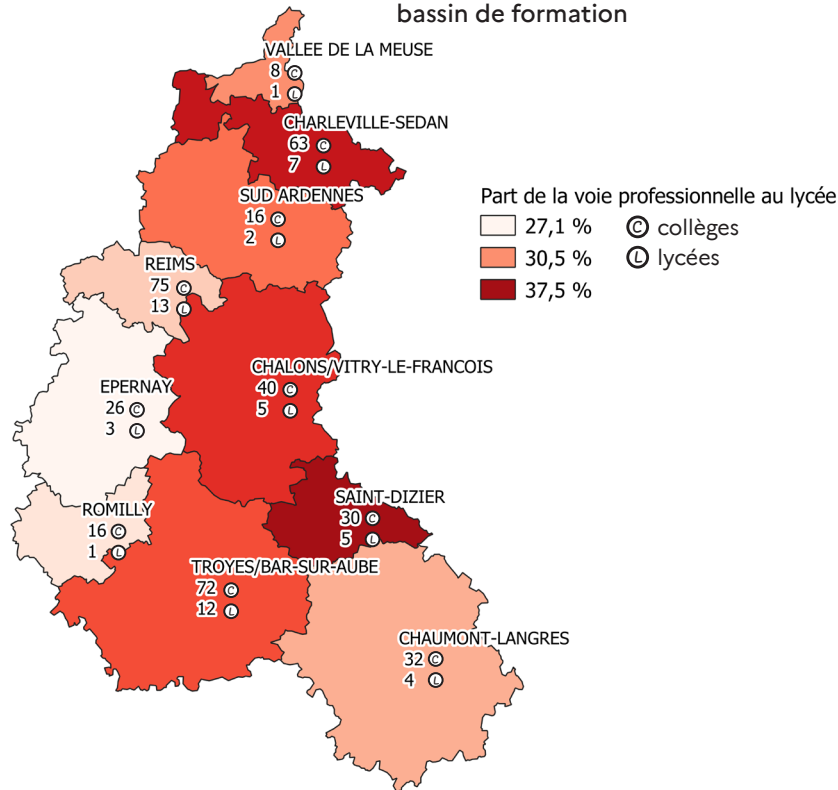 bassin de formation
VALLEE DE LA MEUSE
8 C
1 L
CHARLEVILLE-SEDAN
63 C
7 L
SUD ARDENNES
16 C
2 L
Part de la voie professionnelle au lycée
27,1 % C collèges
30,5 % L lycées
37,5 %
REIMS
75 C
13 L
CHALONS/VITRY-LE-FRANCOIS
40 C
5 L
EPERNAY
26 C
3 L
SAINT-DIZIER
30 C
5 L
ROMILLY
16 C
1 L
TROYES/BAR-SUR-AUBE
72 C
12 L
CHAUMONT-LANGRES
32 C
4 L